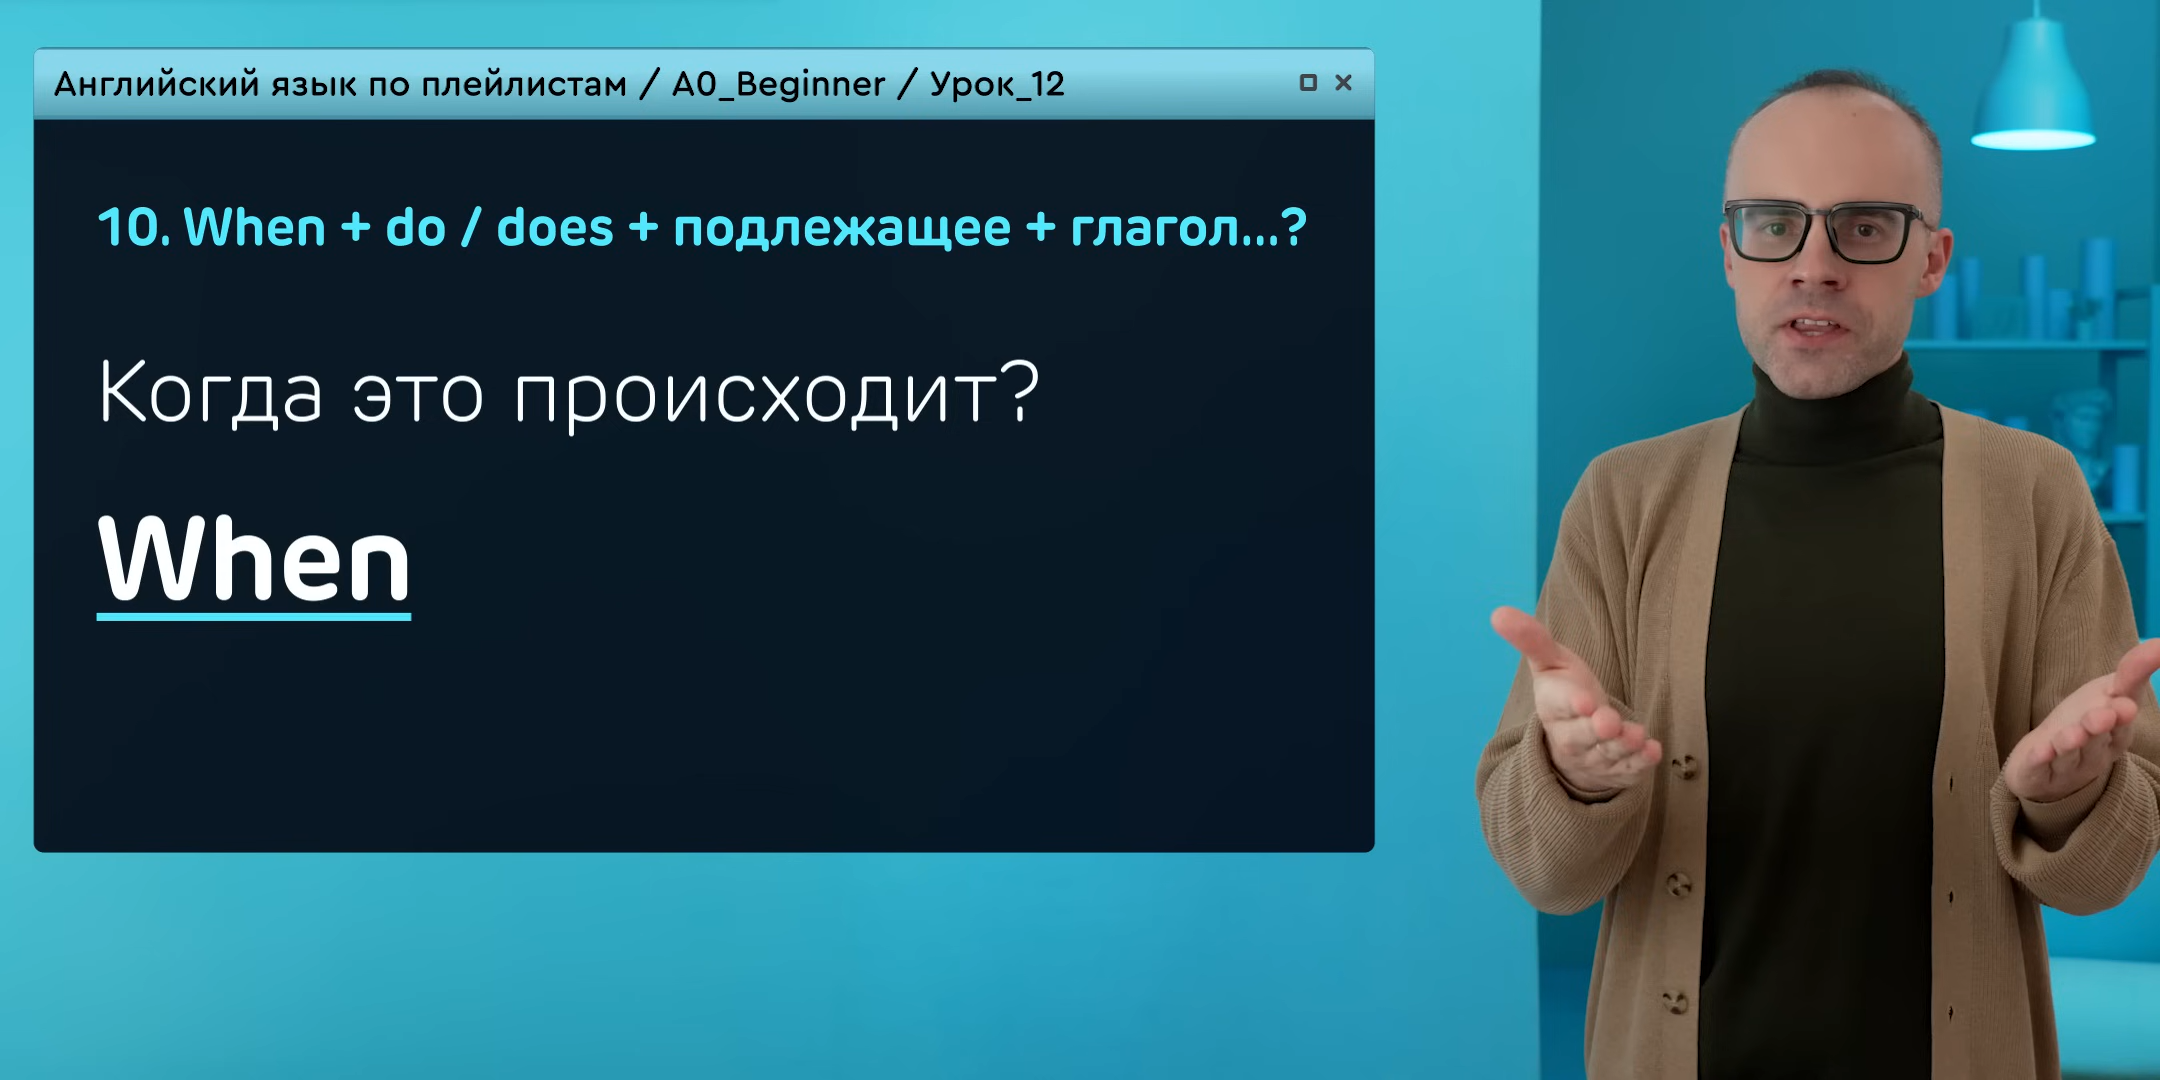 Английский язык по плейлистам / A0_Beginner / Урок_12
10. When + do / does + подлежащее + глагол...?
Когда это происходит?
When